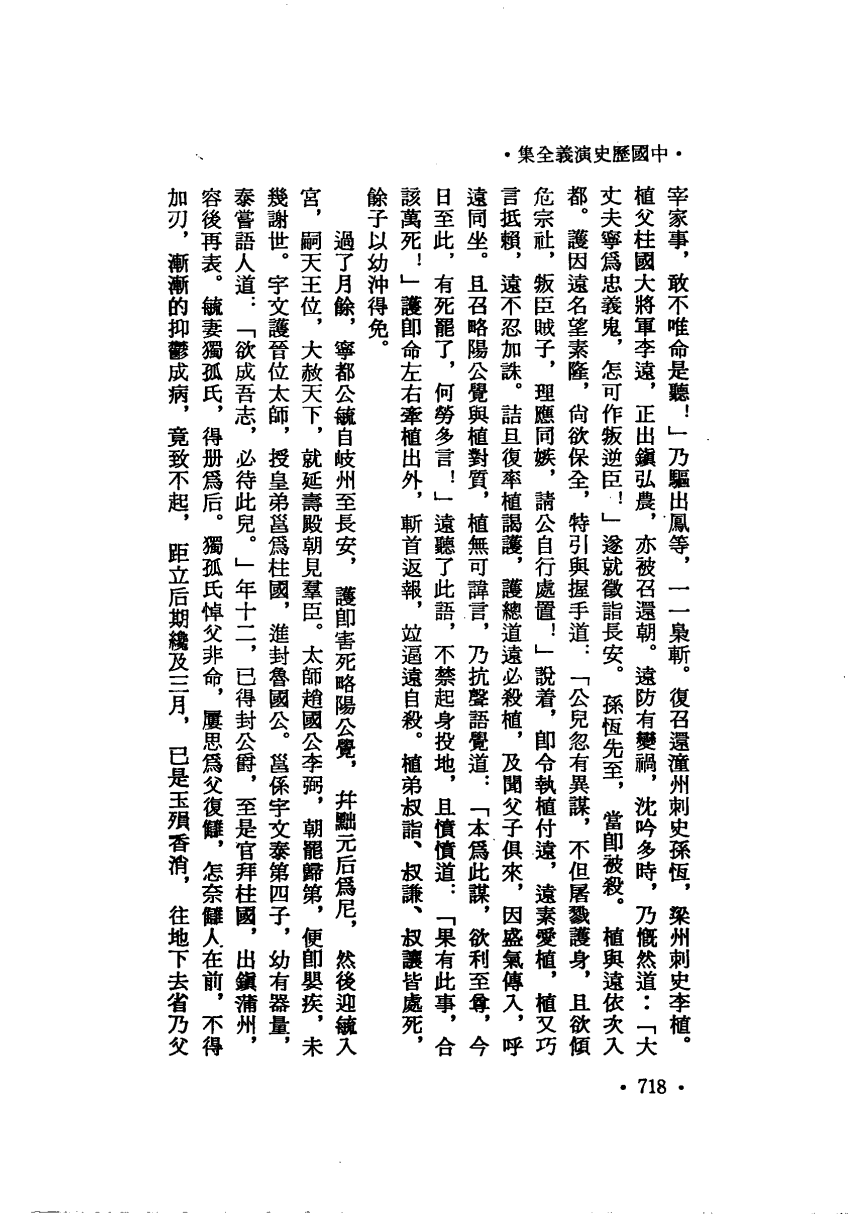 •集全義演史歷國中•
宰家事，敢不唯命是聽！」乃驅出鳳等，一一梟斬。復召還潼州刺史孫恆，梁州刺史李植。
植父柱國大將軍李遠，正出鎭弘農，亦被召還朝。遠防有變禍，沈吟多時，乃慨然道：「大
丈夫寧爲忠義鬼，怎可作叛逆臣！」遂就徵詣長安。孫恆先至，當卽被殺。植與遠依次入
都。護因遠名望素隆，尙欲保全，特引與握手道：「公兒忽有異謀，不但屠戮護身，且欲傾
危宗社，叛臣賊子，理應同嫉，請公自行處置！」說着，卽令執植付遠，遠素愛植，植又巧
言抵賴，遠不忍加誅。詰旦復率植謁護，護總道遠必殺植，及聞父子俱來，因盛氣傳入，呼
遠同坐。且召略陽公覺與植對質，植無可諱言，乃抗聲語覺道：「本爲此謀，欲利至尊，今
日至此，有死罷了，何勞多言！」遠聽了此語，不禁起身投地，且憤憤道：「果有此事，合
該萬死！」護卽命左右牽植出外，斬首返報，竝逼遠自殺。植弟叔詣、叔謙、叔讓皆處死，
餘子以幼沖得免。
過了月餘，寧都公毓自岐州至長安，護卽害死略陽公覺，幷黜元后爲尼，然後迎毓入
宮，嗣天王位，大赦天下，就延壽殿朝見羣臣。太師趙國公李弼，朝罷歸第，便卽嬰疾，未
幾謝世。宇文護晉位太師，授皇弟邕爲柱國，進封魯國公。邕係宇文泰第四子，幼有器量，
泰嘗語人道：「欲成吾志，必待此兒。」年十二，已得封公爵，至是官拜柱國，出鎭蒲州，
容後再表。毓妻獨孤氏，得册爲后。獨孤氏悼父非命，屢思爲父復讎，怎奈讎人在前，不得
加刃，漸漸的抑鬱成病，竟致不起，距立后期纔及三月，已是玉殞香消，往地下去省乃父
•718•